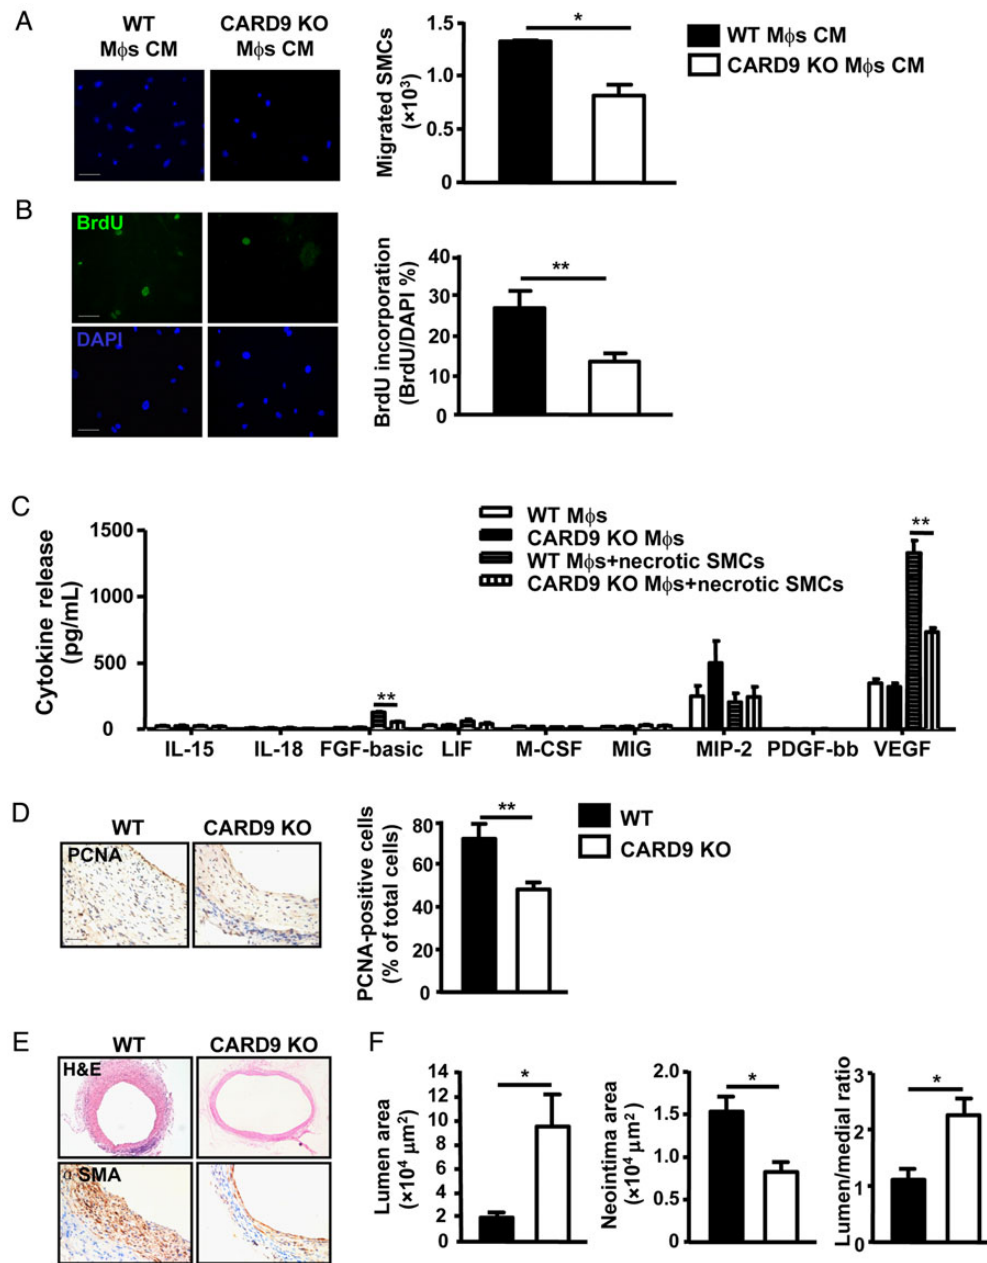 A
WT
MϕS CM
CARD9 KO
MϕS CM
Migrated SMCs
(×10³)
1.5
1.0
0.5
0
*
WT Mϕs CM
CARD9 KO Mϕs CM
B
BrdU
DAPI
BrdU incorporation
(BrdU/DAPI %)
40
30
20
10
0
**
C
Cytokine release
(pg/mL)
1500
1000
500
0
WT Mϕs
CARD9 KO Mϕs
WT Mϕs+necrotic SMCs
CARD9 KO Mϕs+necrotic SMCs
**
**
IL-15 IL-18 FGF-basic LIF M-CSF MIG MIP-2 PDGF-bb VEGF
D
WT
CARD9 KO
PCNA
PCNA-positive cells
(% of total cells)
80
60
40
20
0
**
WT
CARD9 KO
E
WT
CARD9 KO
H&E
α SMA
F
Lumen area
(×10⁴ µm²)
14
12
10
8
6
4
2
0
*
Neointima area
(×10⁴ µm²)
2.0
1.5
1.0
0.5
0
*
Lumen/medial ratio
3
2
1
0
*